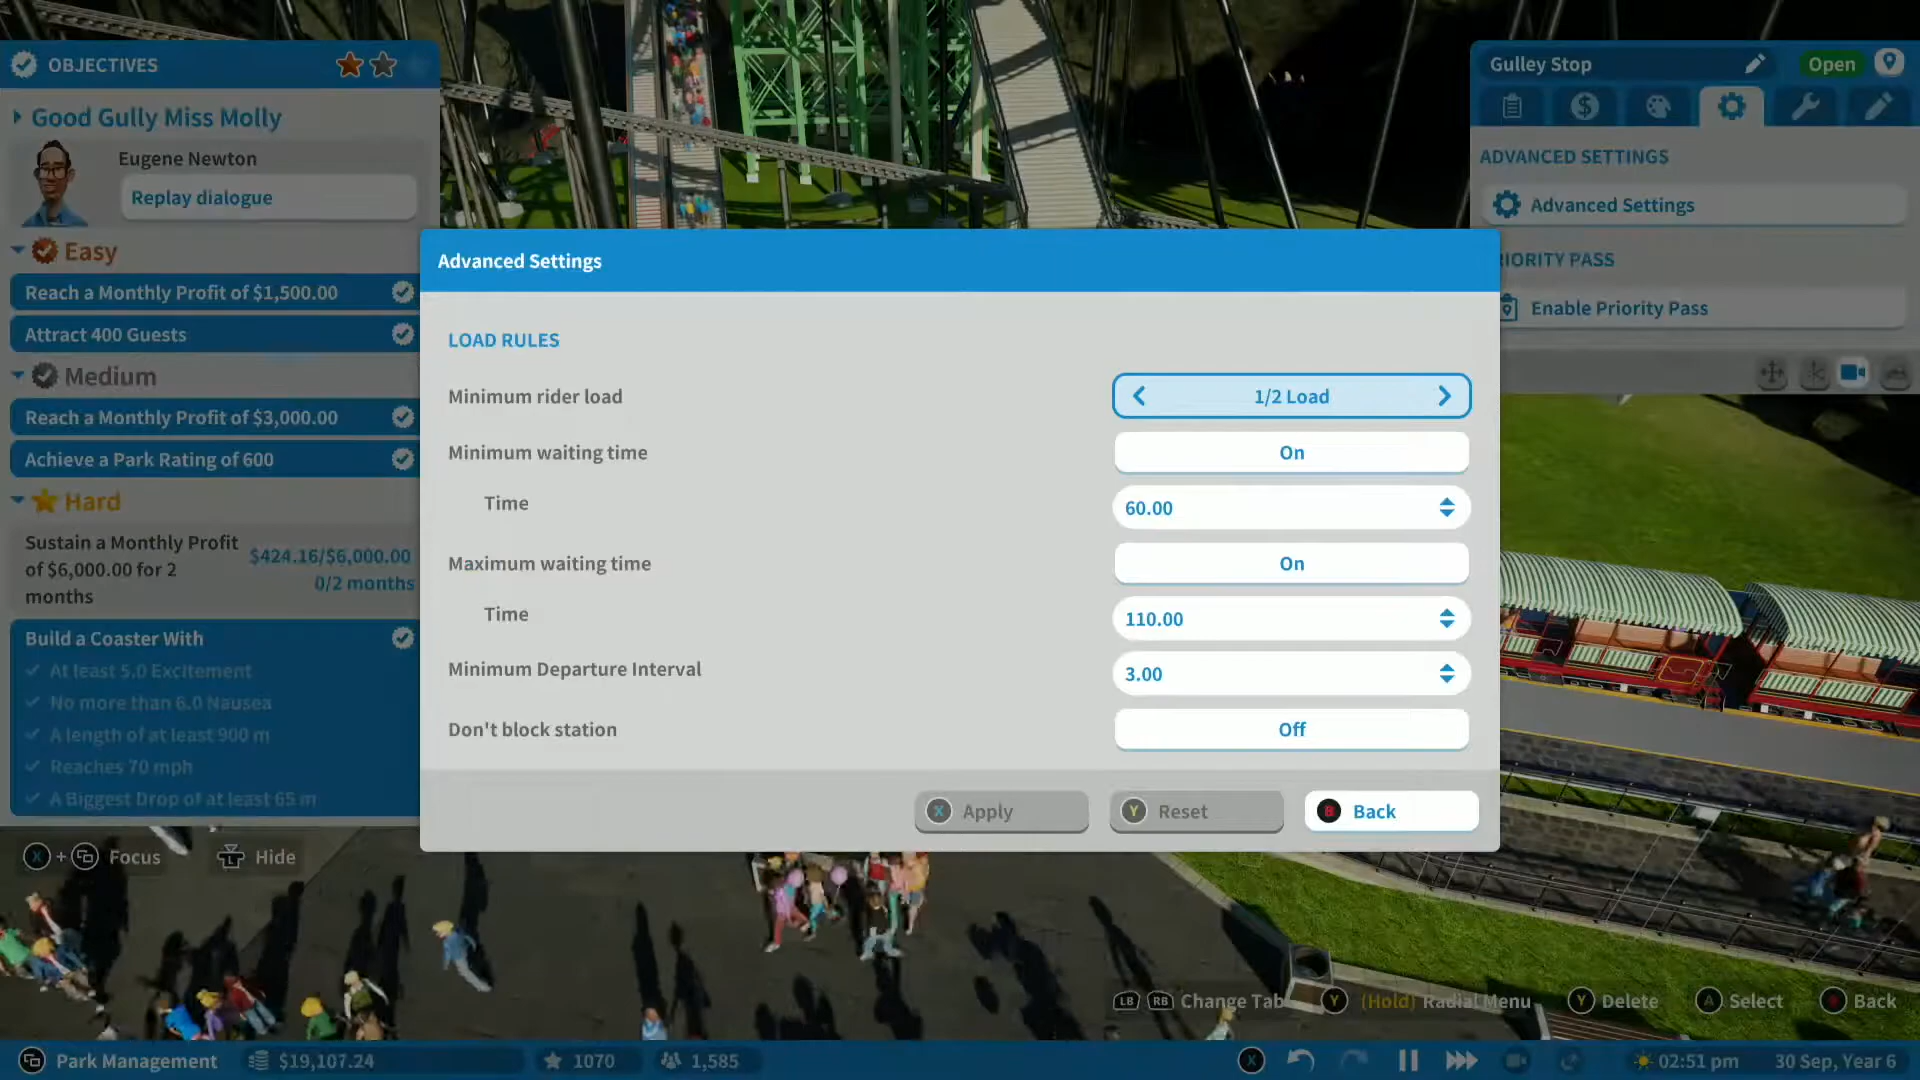 OBJECTIVES
Good Gully Miss Molly
Eugene Newton
Replay dialogue
Easy
Reach a Monthly Profit of $1,500.00
Attract 400 Guests
Medium
Reach a Monthly Profit of $3,000.00
Achieve a Park Rating of 600
Hard
Sustain a Monthly Profit of $6,000.00 for 2 months
$424.16/$6,000.00
0/2 months
Build a Coaster With
At least 5.0 Excitement
No more than 6.0 Nausea
A length of at least 900 m
Reaches 70 mph
A Biggest Drop of at least 65 m
X + Focus
L Hide
Advanced Settings
LOAD RULES
Minimum rider load 1/2 Load
Minimum waiting time On
Time 60.00
Maximum waiting time On
Time 110.00
Minimum Departure Interval 3.00
Don't block station Off
X Apply
Y Reset
B Back
Gulley Stop
Open
$
ADVANCED SETTINGS
Advanced Settings
IORITY PASS
Enable Priority Pass
LB RB Change Tab Y (Hold) Radial Menu Y Delete A Select B Back
Park Management $19,107.24 1070 1,585 X 02:51 pm 30 Sep, Year 6